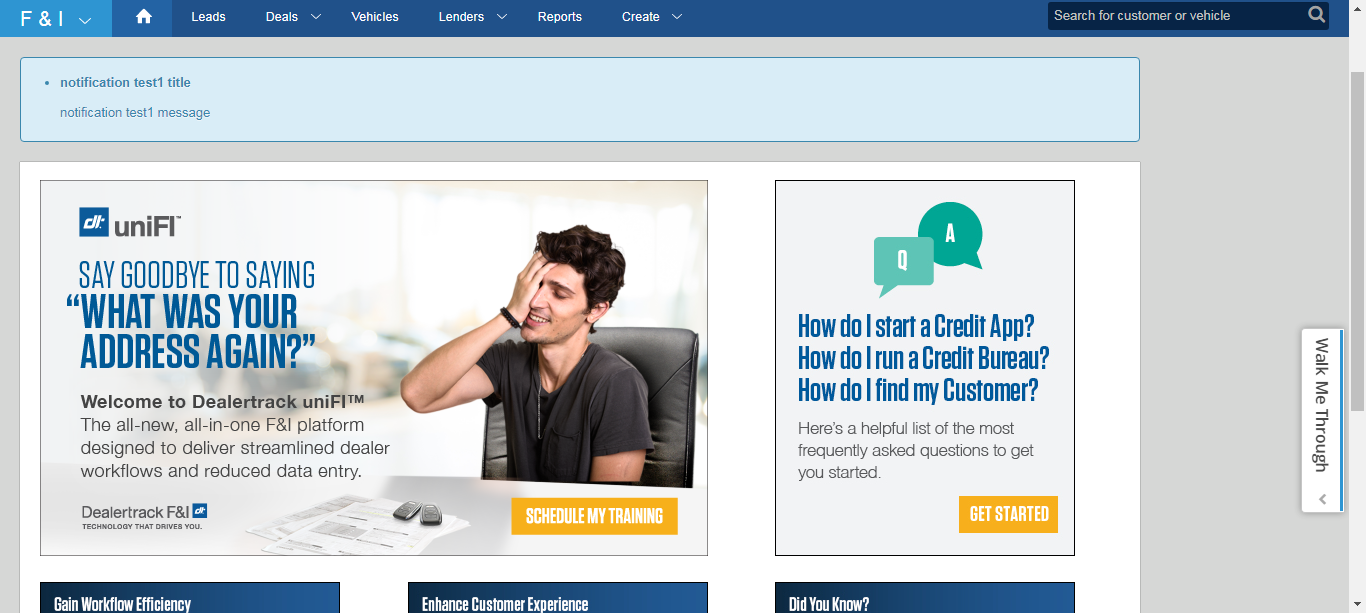 F & I
Leads
Deals
Vehicles
Lenders
Reports
Create
Search for customer or vehicle
notification test1 title
notification test1 message
dt uniFI™
SAY GOODBYE TO SAYING
“WHAT WAS YOUR
ADDRESS AGAIN?”
Welcome to Dealertrack uniFI™
The all-new, all-in-one F&I platform
designed to deliver streamlined dealer
workflows and reduced data entry.
Dealertrack F&I dt
TECHNOLOGY THAT DRIVES YOU.
SCHEDULE MY TRAINING
A
Q
How do I start a Credit App?
How do I run a Credit Bureau?
How do I find my Customer?
Here's a helpful list of the most
frequently asked questions to get
you started.
GET STARTED
Walk Me Through
Gain Workflow Efficiency
Enhance Customer Experience
Did You Know?